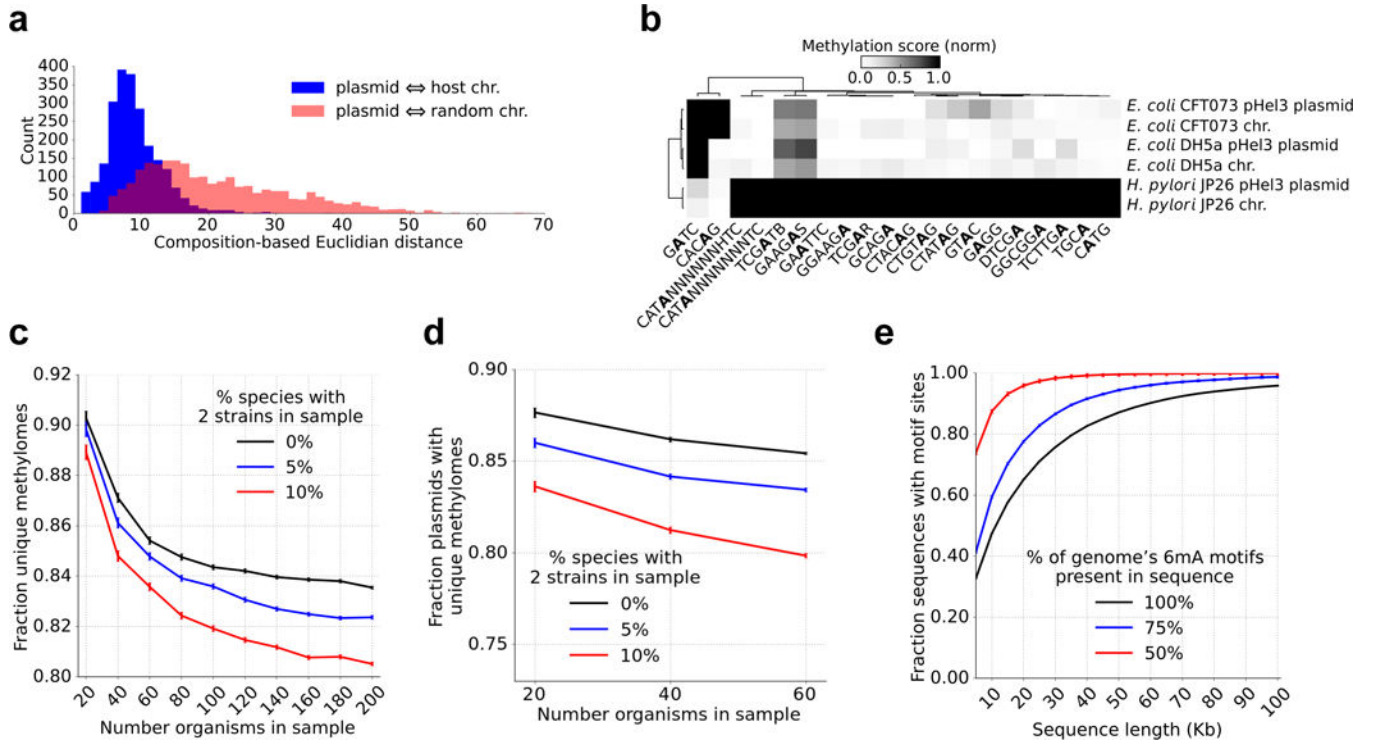 a
400
350
300
250
200
150
100
50
0
Count
0 10 20 30 40 50 60 70
Composition-based Euclidian distance
plasmid ⇔ host chr.
plasmid ⇔ random chr.
b
Methylation score (norm)
0.0 0.5 1.0
E. coli CFT073 pHel3 plasmid
E. coli CFT073 chr.
E. coli DH5a pHel3 plasmid
E. coli DH5a chr.
H. pylori JP26 pHel3 plasmid
H. pylori JP26 chr.
GATC
CACAG
CATANNNNNNHTC
CATANNNNNNNTC
TCGATB
GAAGAS
GAATTC
GGAAGA
TCGAR
GCAGA
CTACAG
CTGTAG
CTATAG
GTAC
GAGG
DTCGA
GGCGGA
TCTTGA
TGCA
CATG
c
0.92
0.90
0.88
0.86
0.84
0.82
0.80
Fraction unique methylomes
% species with
2 strains in sample
0%
5%
10%
20 40 60 80 100 120 140 160 180 200
Number organisms in sample
d
0.90
0.85
0.80
0.75
Fraction plasmids with
unique methylomes
% species with
2 strains in sample
0%
5%
10%
20 40 60
Number organisms in sample
e
1.00
0.80
0.60
0.40
0.20
0.00
Fraction sequences with motif sites
% of genome's 6mA motifs
present in sequence
100%
75%
50%
10 20 30 40 50 60 70 80 90 100
Sequence length (Kb)